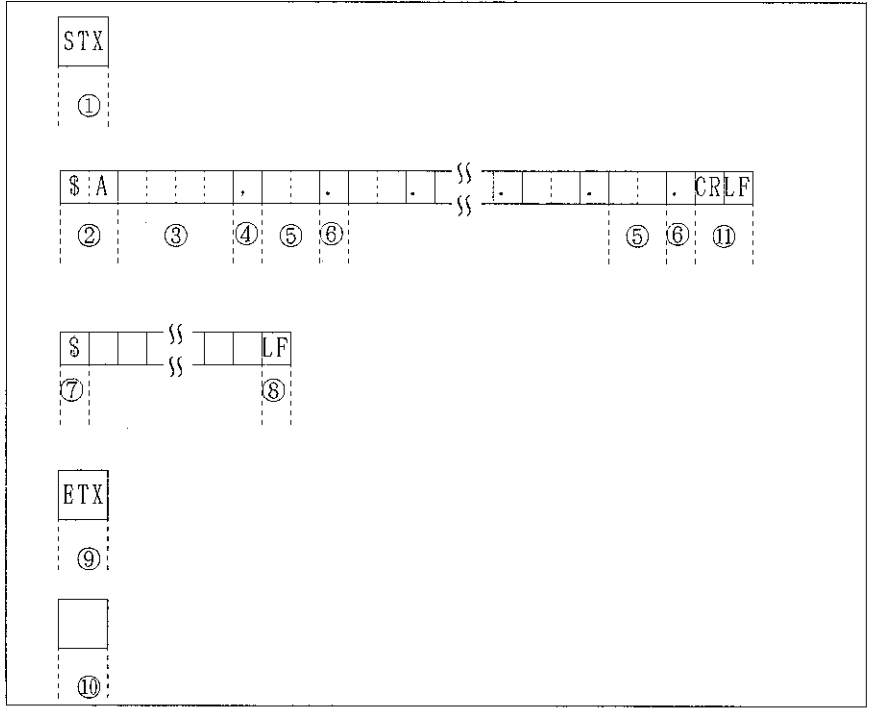 STX
①
$ A , . . . . . CR LF
② ③ ④ ⑤ ⑥ ⑤ ⑥ ⑪
$ LF
⑦ ⑧
ETX
⑨
⑩